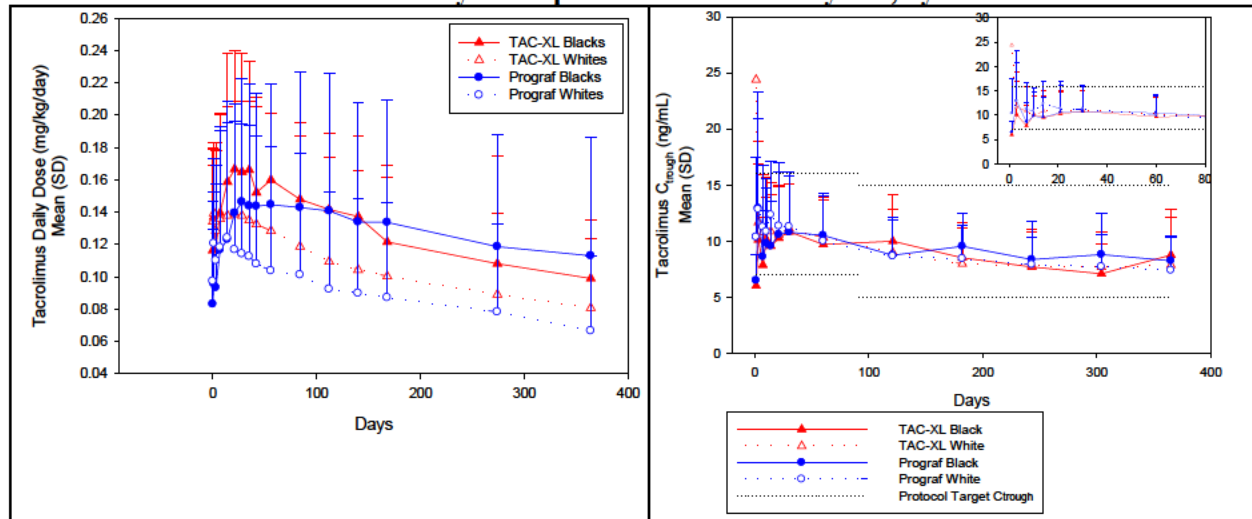 0.26
0.24
0.22
0.20
0.18
0.16
0.14
0.12
0.10
0.08
0.06
0.04
Tacrolimus Daily Dose (mg/kg/day)
Mean (SD)
TAC-XL Blacks
TAC-XL Whites
Prograf Blacks
Prograf Whites
0 100 200 300 400
Days
30
25
20
15
10
5
0
Tacrolimus Ctrough (ng/mL)
Mean (SD)
30
25
20
15
10
5
0
0 20 40 60 80
0 100 200 300 400
Days
TAC-XL Black
TAC-XL White
Prograf Black
Prograf White
Protocol Target Ctrough